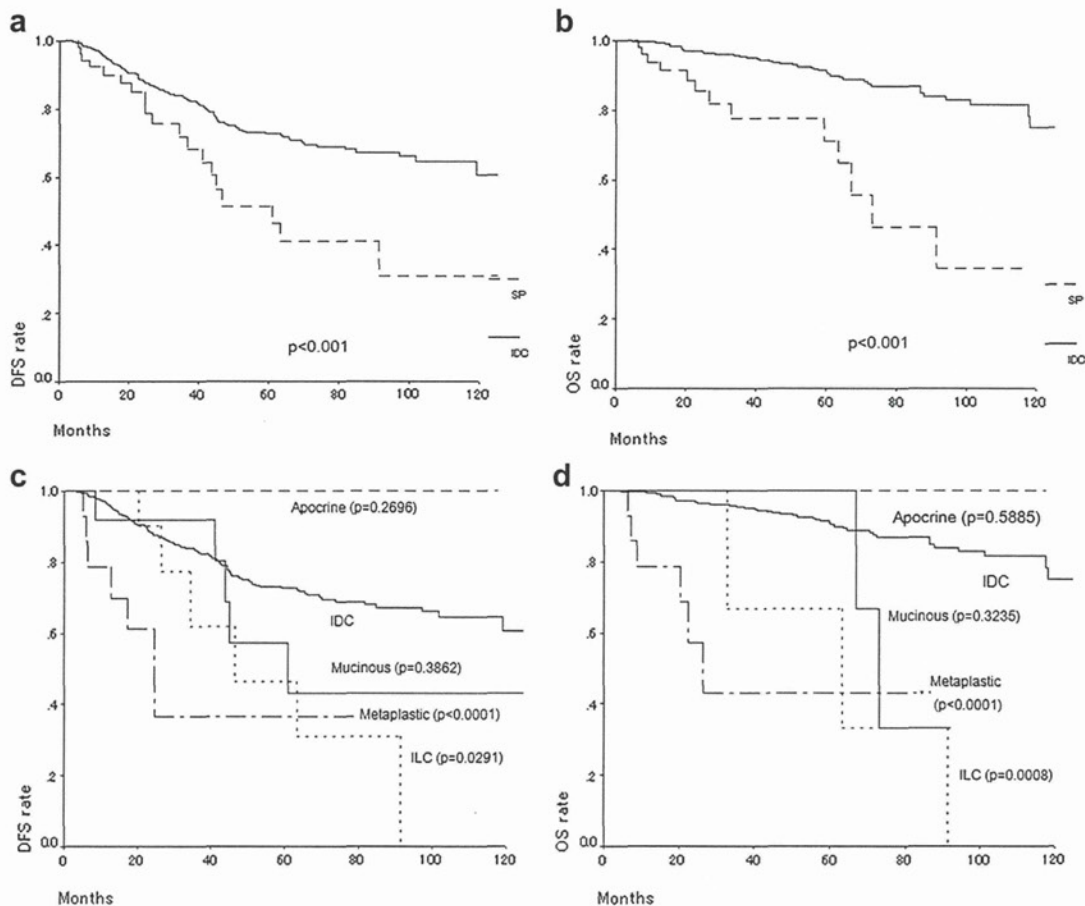 a
1.0
.8
.6
.4
.2
0.0
DFS rate
0
20
40
60
80
100
120
Months
p<0.001
SP
IDC
b
1.0
.8
.6
.4
.2
0.0
OS rate
0
20
40
60
80
100
120
Months
p<0.001
SP
IDC
c
1.0
.8
.6
.4
.2
0.0
DFS rate
0
20
40
60
80
100
120
Months
Apocrine (p=0.2696)
IDC
Mucinous (p=0.3862)
Metaplastic (p<0.0001)
ILC (p=0.0291)
d
1.0
.8
.6
.4
.2
0.0
OS rate
0
20
40
60
80
100
120
Months
Apocrine (p=0.5885)
IDC
Mucinous (p=0.3235)
Metaplastic
(p<0.0001)
ILC (p=0.0008)